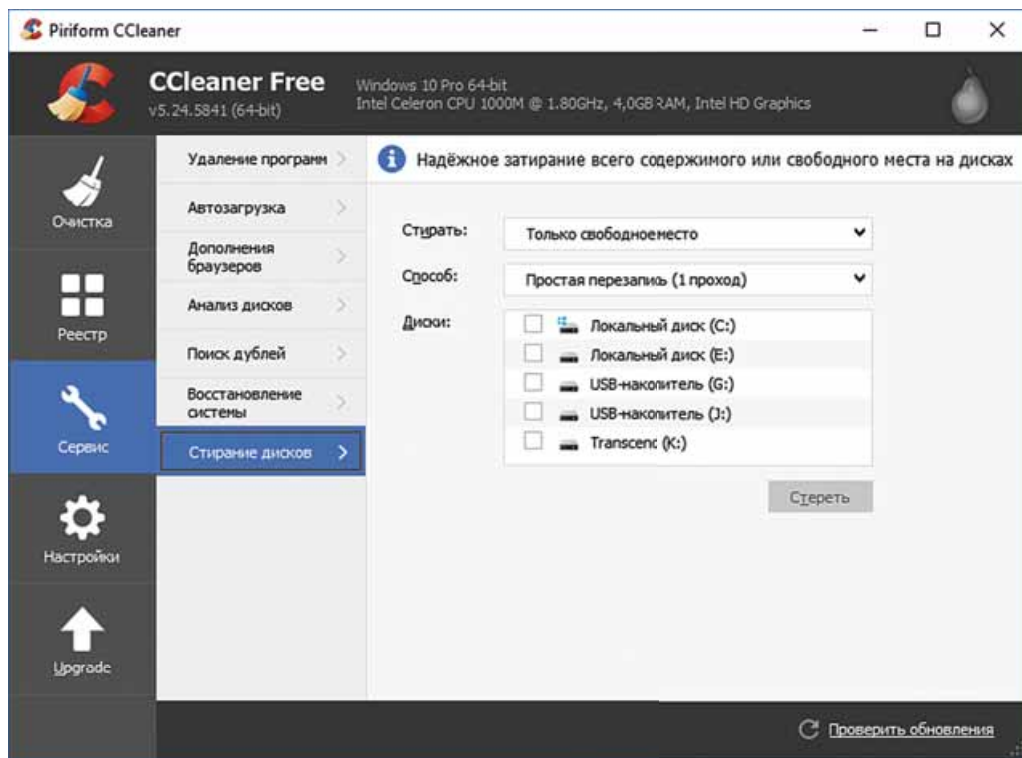 Piriform CCleaner
CCleaner Free
v5.24.5841 (64-bit)
Windows 10 Pro 64-bit
Intel Celeron CPU 1000M @ 1.80GHz, 4,0GB RAM, Intel HD Graphics
Очистка
Реестр
Сервис
Настройки
Upgrade
Удаление программ
Автозагрузка
Дополнения
браузеров
Анализ дисков
Поиск дублей
Восстановление
системы
Стирание дисков
Надёжное затирание всего содержимого или свободного места на дисках
Стирать:
Только свободное место
Способ:
Простая перезапись (1 проход)
Диски:
Локальный диск (C:)
Локальный диск (E:)
USB-накопитель (G:)
USB-накопитель (J:)
Transcend (K:)
Стереть
Проверить обновления